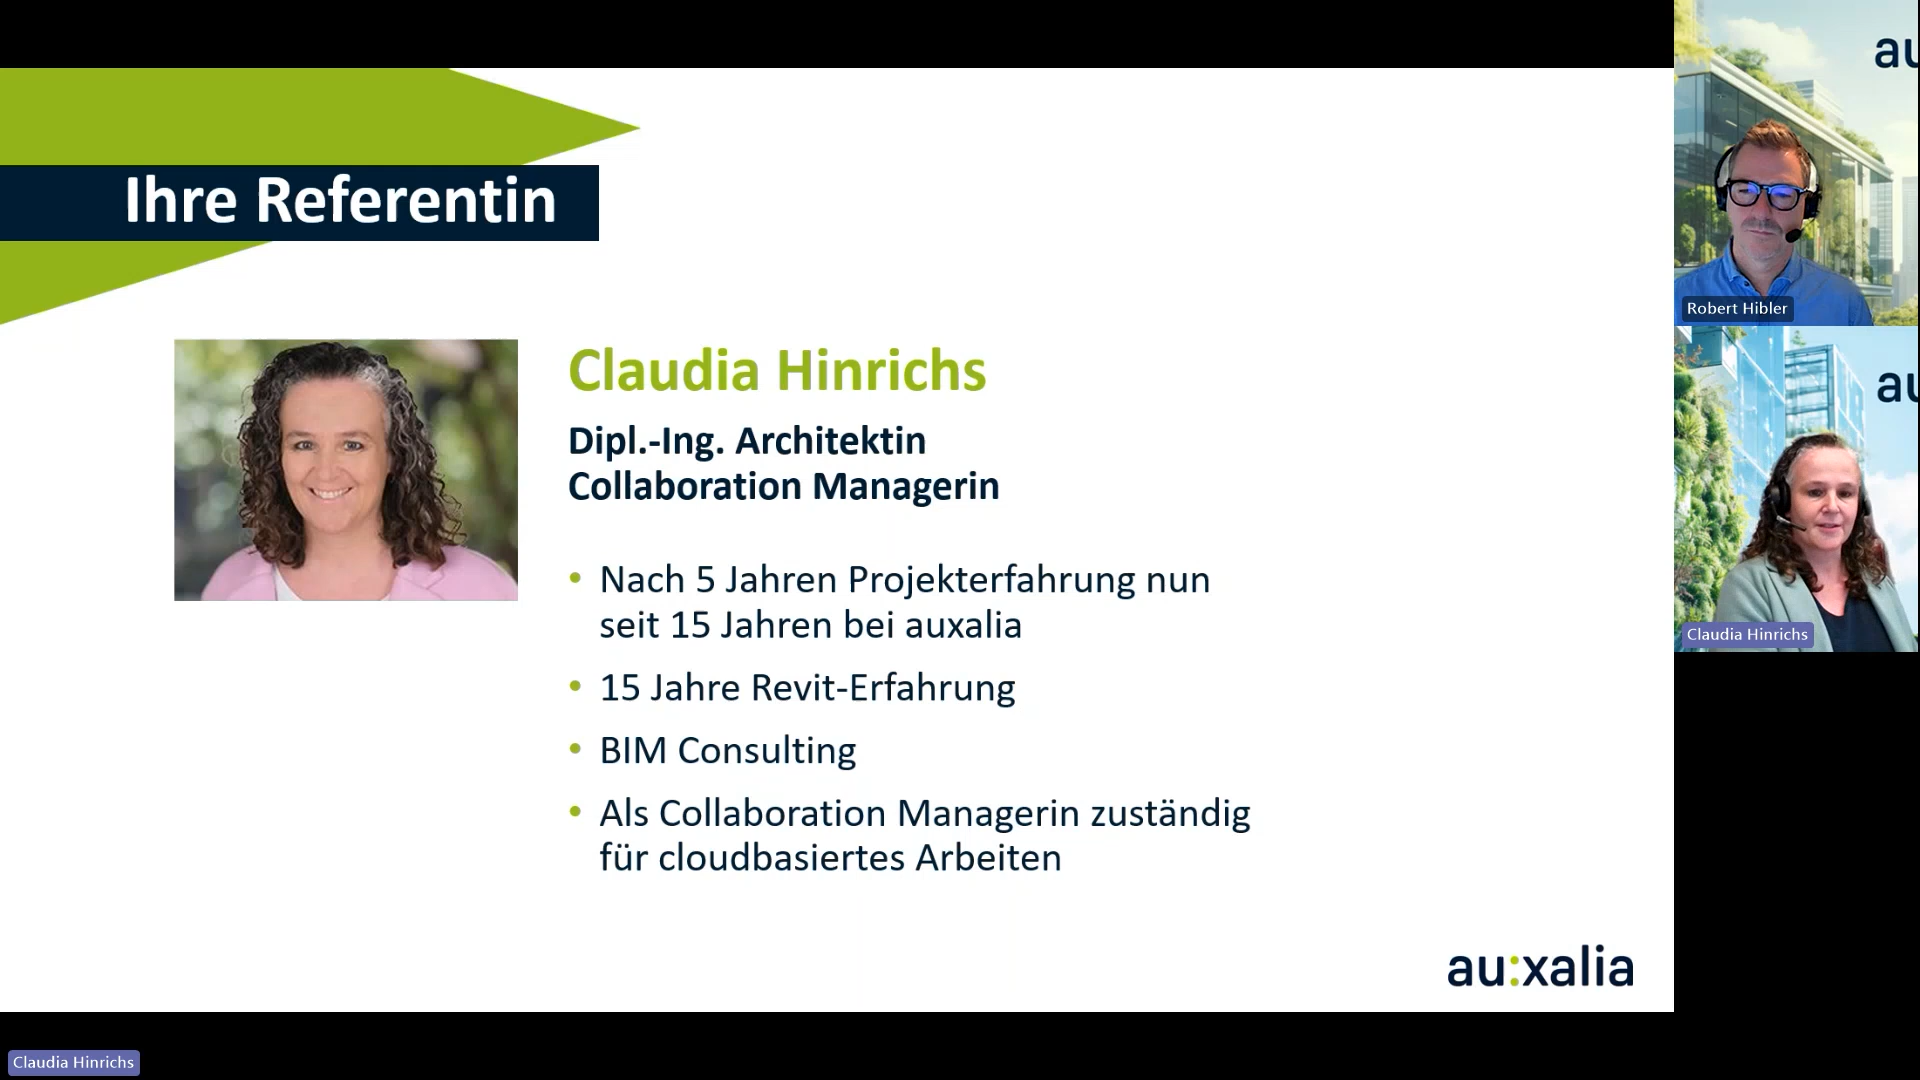 Ihre Referentin
Claudia Hinrichs
Dipl.-Ing. Architektin
Collaboration Managerin
• Nach 5 Jahren Projekterfahrung nun
seit 15 Jahren bei auxalia
• 15 Jahre Revit-Erfahrung
• BIM Consulting
• Als Collaboration Managerin zuständig
für cloudbasiertes Arbeiten
au:xalia
au
Robert Hibler
au
Claudia Hinrichs
Claudia Hinrichs